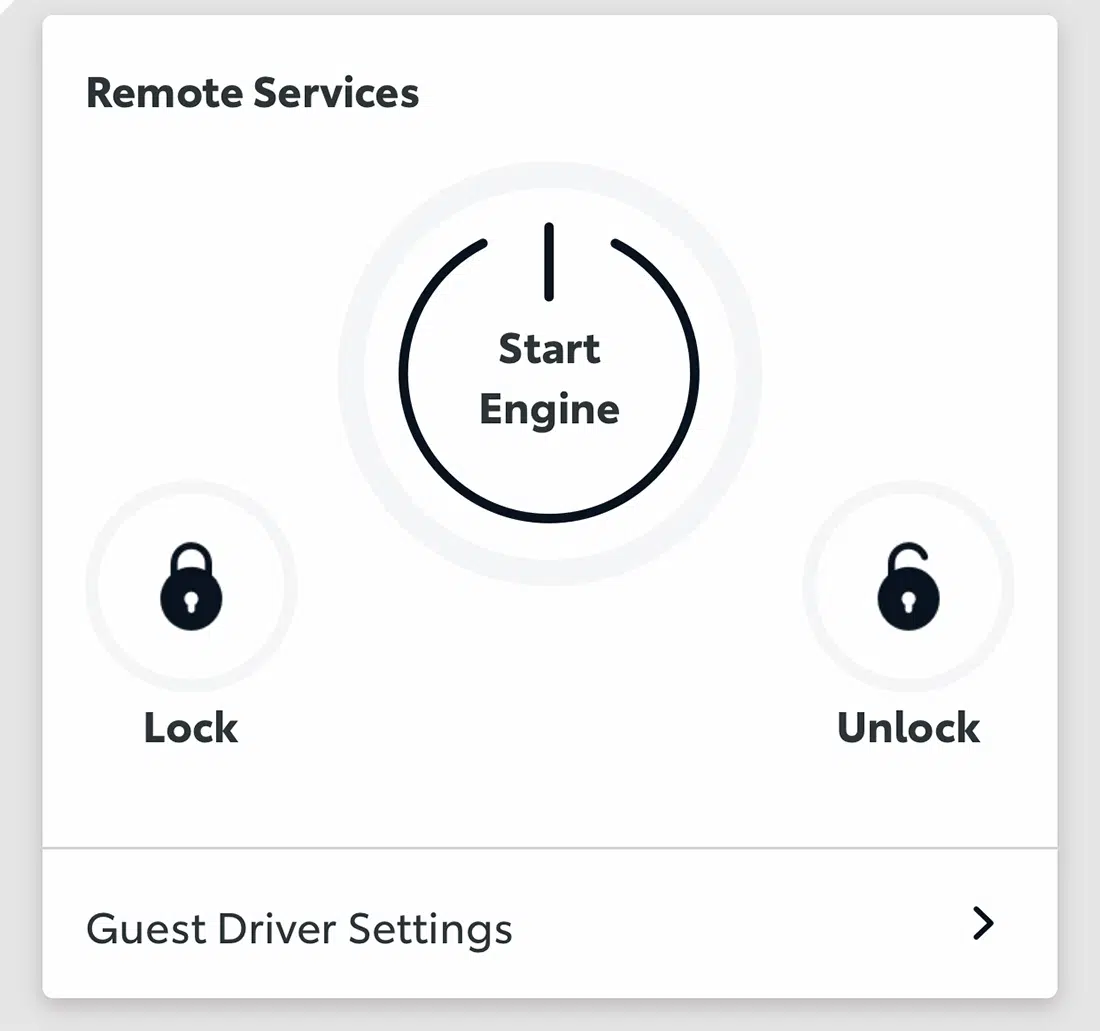 Remote Services
Start
Engine
Lock
Unlock
Guest Driver Settings